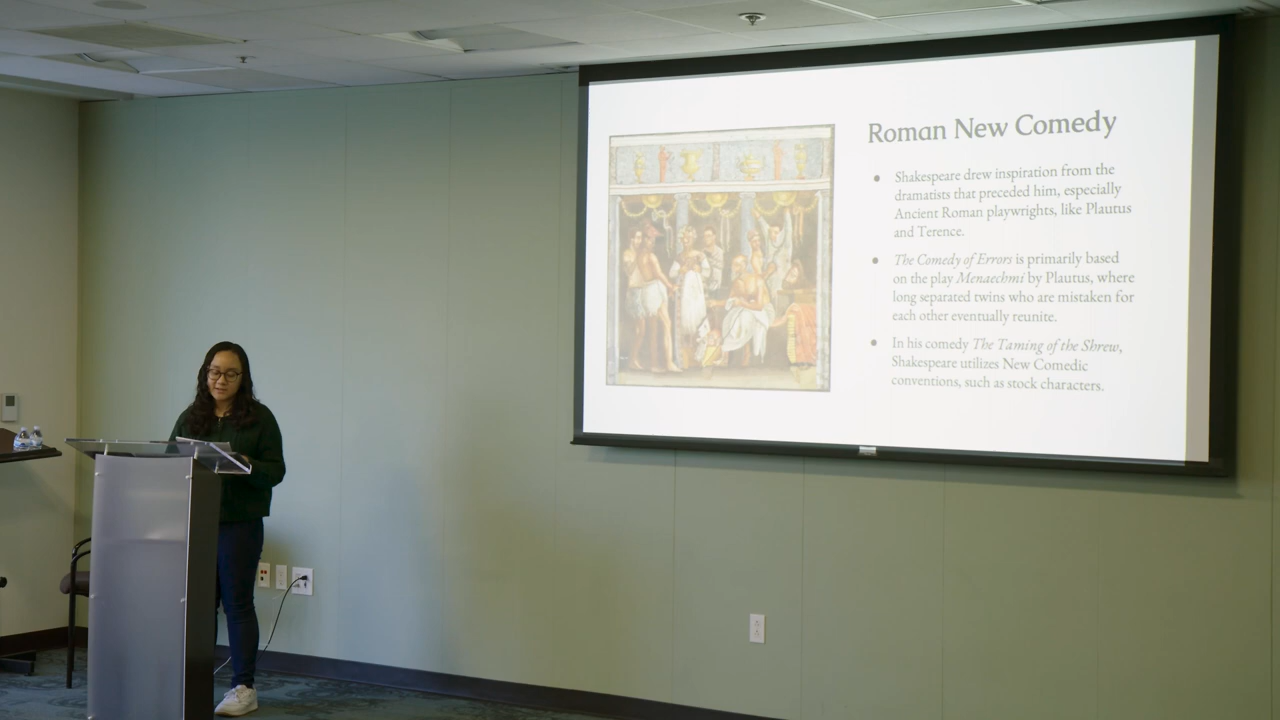 Roman New Comedy
Shakespeare drew inspiration from the
dramatists that preceded him, especially
Ancient Roman playwrights, like Plautus
and Terence.
The Comedy of Errors is primarily based
on the play Menaechmi by Plautus, where
long separated twins who are mistaken for
each other eventually reunite.
In his comedy The Taming of the Shrew,
Shakespeare utilizes New Comedic
conventions, such as stock characters.